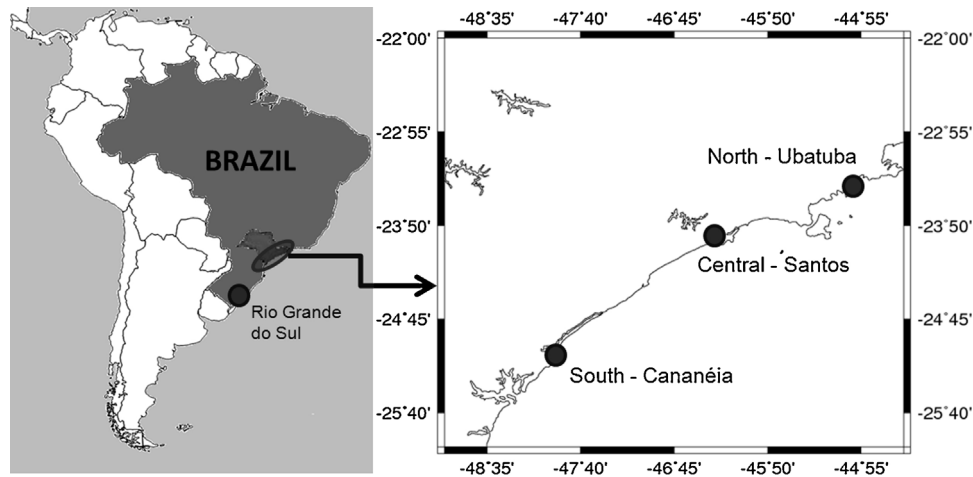 BRAZIL
Rio Grande
do Sul
-48˚35' -47˚40' -46˚45' -45˚50' -44˚55'
-22˚00' -22˚00'
-22˚55' -22˚55'
North - Ubatuba
-23˚50' -23˚50'
Central - Santos
-24˚45' -24˚45'
South - Cananéia
-25˚40' -25˚40'
-48˚35' -47˚40' -46˚45' -45˚50' -44˚55'